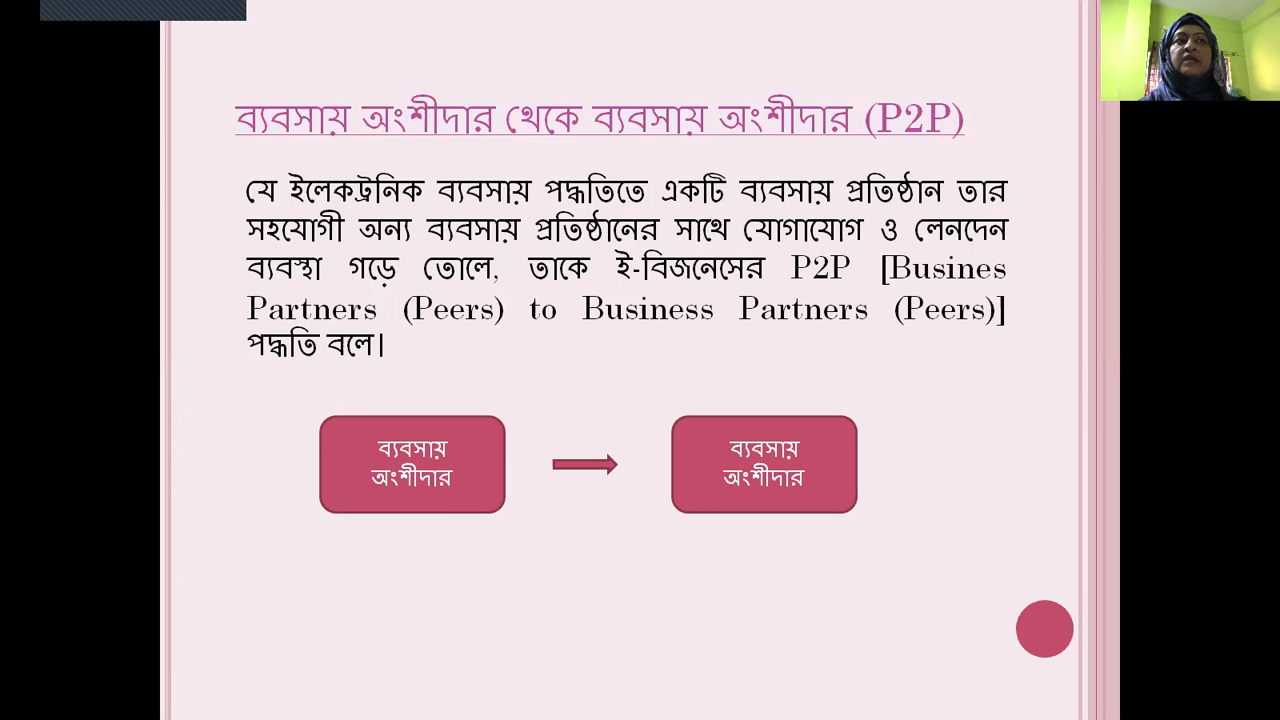 ব্যবসায় অংশীদার থেকে ব্যবসায় অংশীদার (P2P)
যে ইলেকট্রনিক ব্যবসায় পদ্ধতিতে একটি ব্যবসায় প্রতিষ্ঠান তার
সহযোগী অন্য ব্যবসায় প্রতিষ্ঠানের সাথে যোগাযোগ ও লেনদেন
ব্যবস্থা গড়ে তোলে, তাকে ই-বিজনেসের P2P [Busines
Partners (Peers) to Business Partners (Peers)]
পদ্ধতি বলে।
ব্যবসায়
অংশীদার
ব্যবসায়
অংশীদার